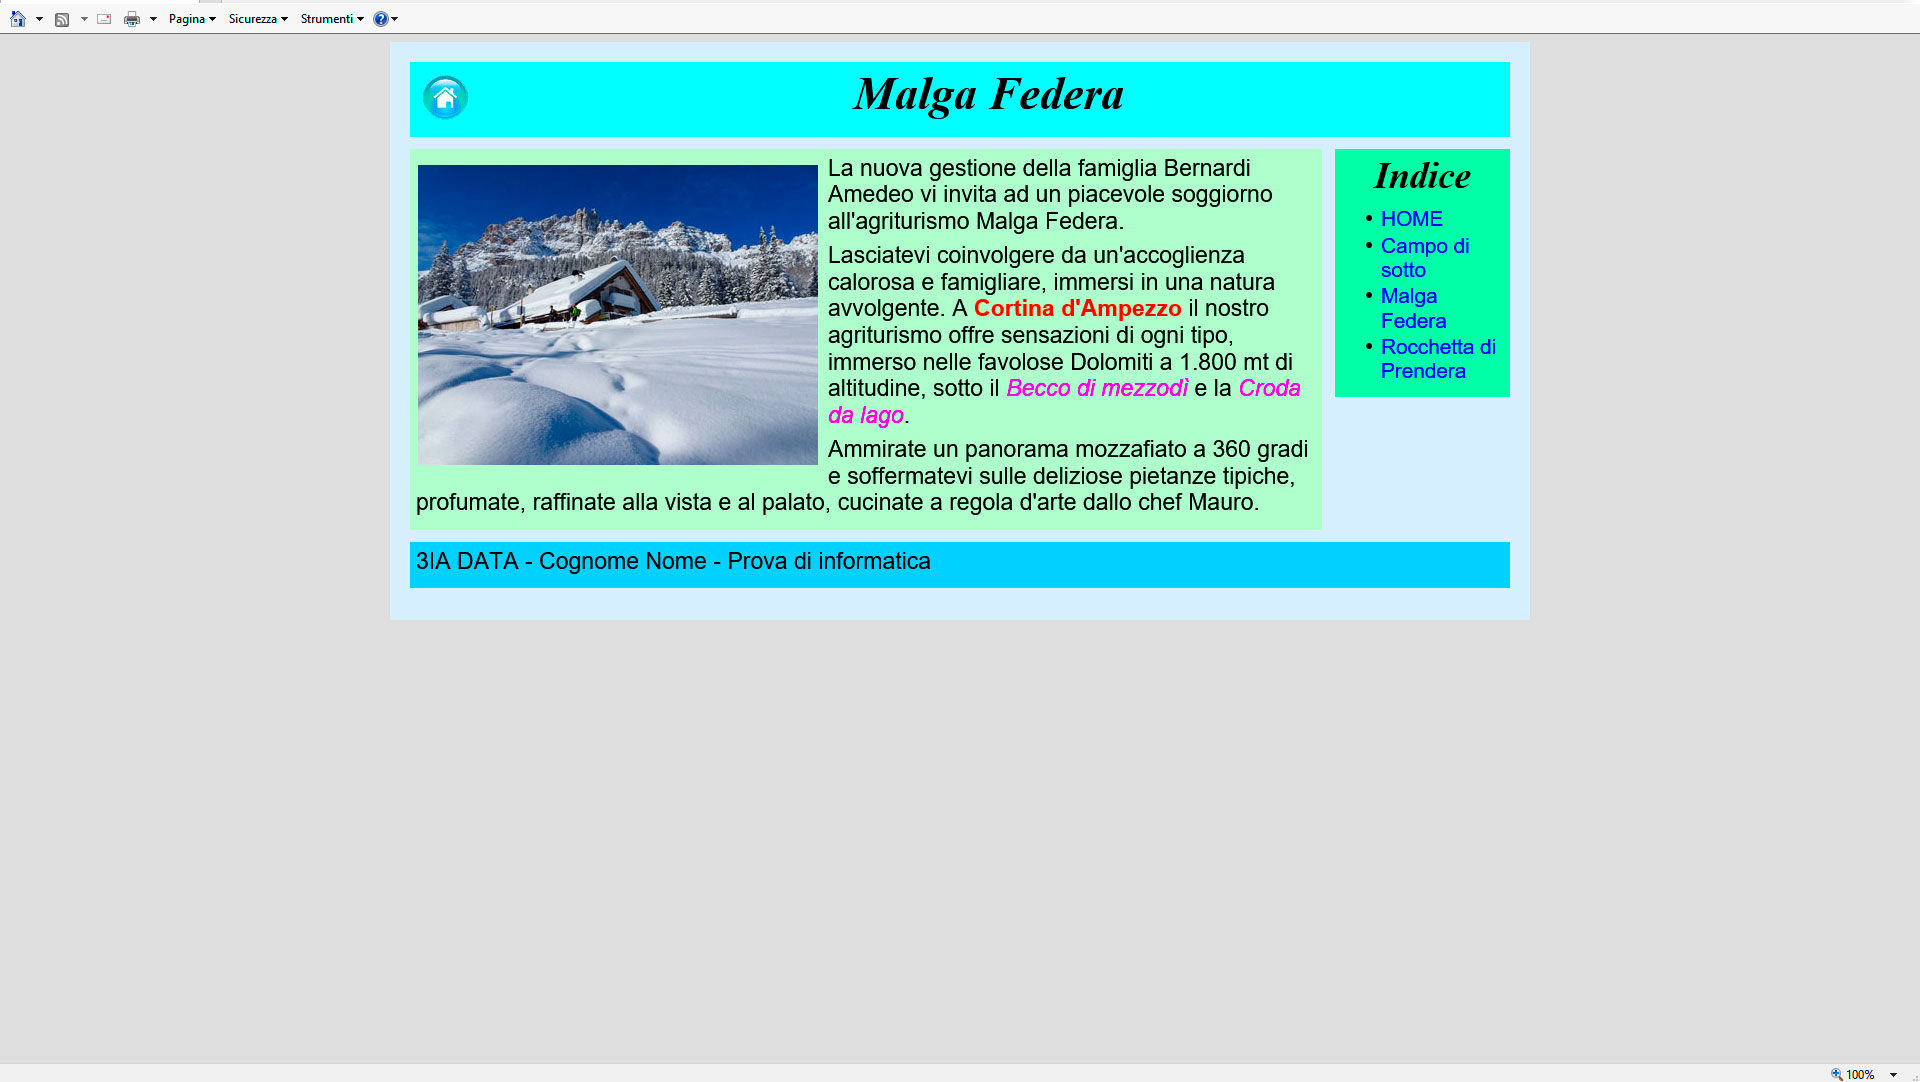 Pagina Sicurezza Strumenti
Malga Federa
La nuova gestione della famiglia Bernardi
Amedeo vi invita ad un piacevole soggiorno
all'agriturismo Malga Federa.
Lasciatevi coinvolgere da un'accoglienza
calorosa e famigliare, immersi in una natura
avvolgente. A Cortina d'Ampezzo il nostro
agriturismo offre sensazioni di ogni tipo,
immerso nelle favolose Dolomiti a 1.800 mt di
altitudine, sotto il Becco di mezzodì e la Croda
da lago.
Ammirate un panorama mozzafiato a 360 gradi
e soffermatevi sulle deliziose pietanze tipiche,
profumate, raffinate alla vista e al palato, cucinate a regola d'arte dallo chef Mauro.
Indice
• HOME
• Campo di
sotto
• Malga
Federa
• Rocchetta di
Prendera
3IA DATA - Cognome Nome - Prova di informatica
100%